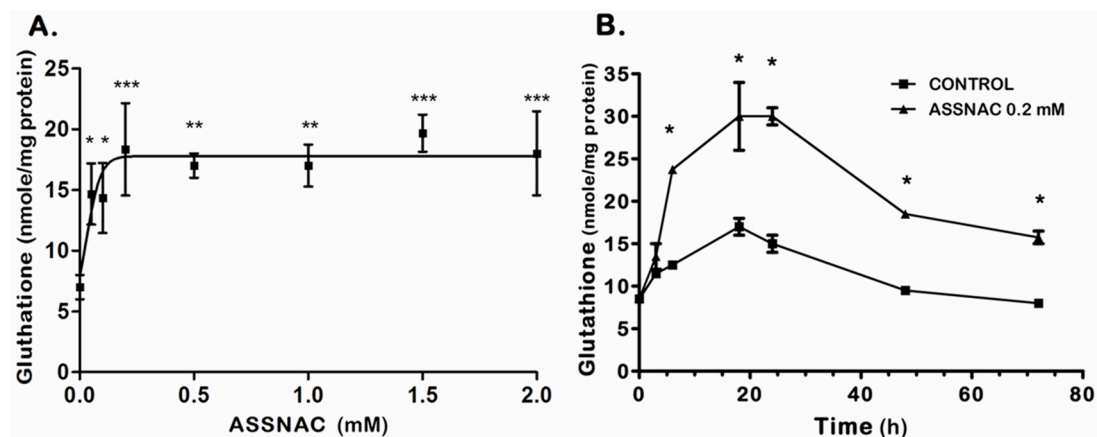 A.
Gluthatione (nmole/mg protein)
25
20
15
10
5
0
*** 
* *
**
**
***
***
0.0 0.5 1.0 1.5 2.0
ASSNAC (mM)
B.
Glutathione (nmole/mg protein)
35
30
25
20
15
10
5
0
* *
*
*
*
CONTROL
ASSNAC 0.2 mM
0 20 40 60 80
Time (h)